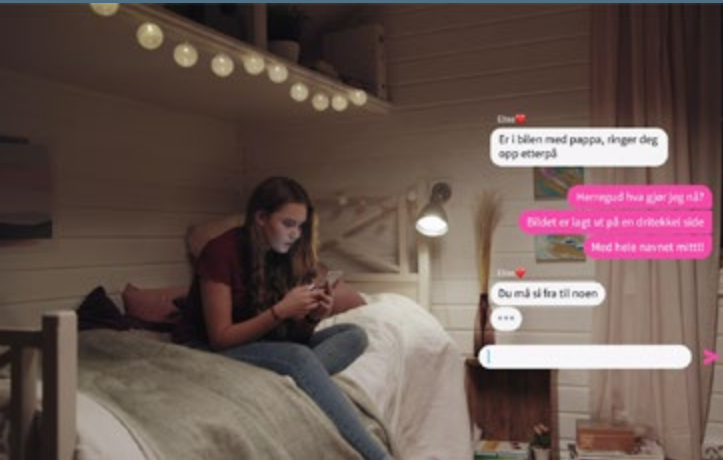 Elise❤️
Er i bilen med pappa, ringer deg
opp etterpå
Herregud hva gjør jeg nå?
Bildet er lagt ut på en dritekkel side
Med hele navnet mitt!!
Elise❤️
Du må si fra til noen